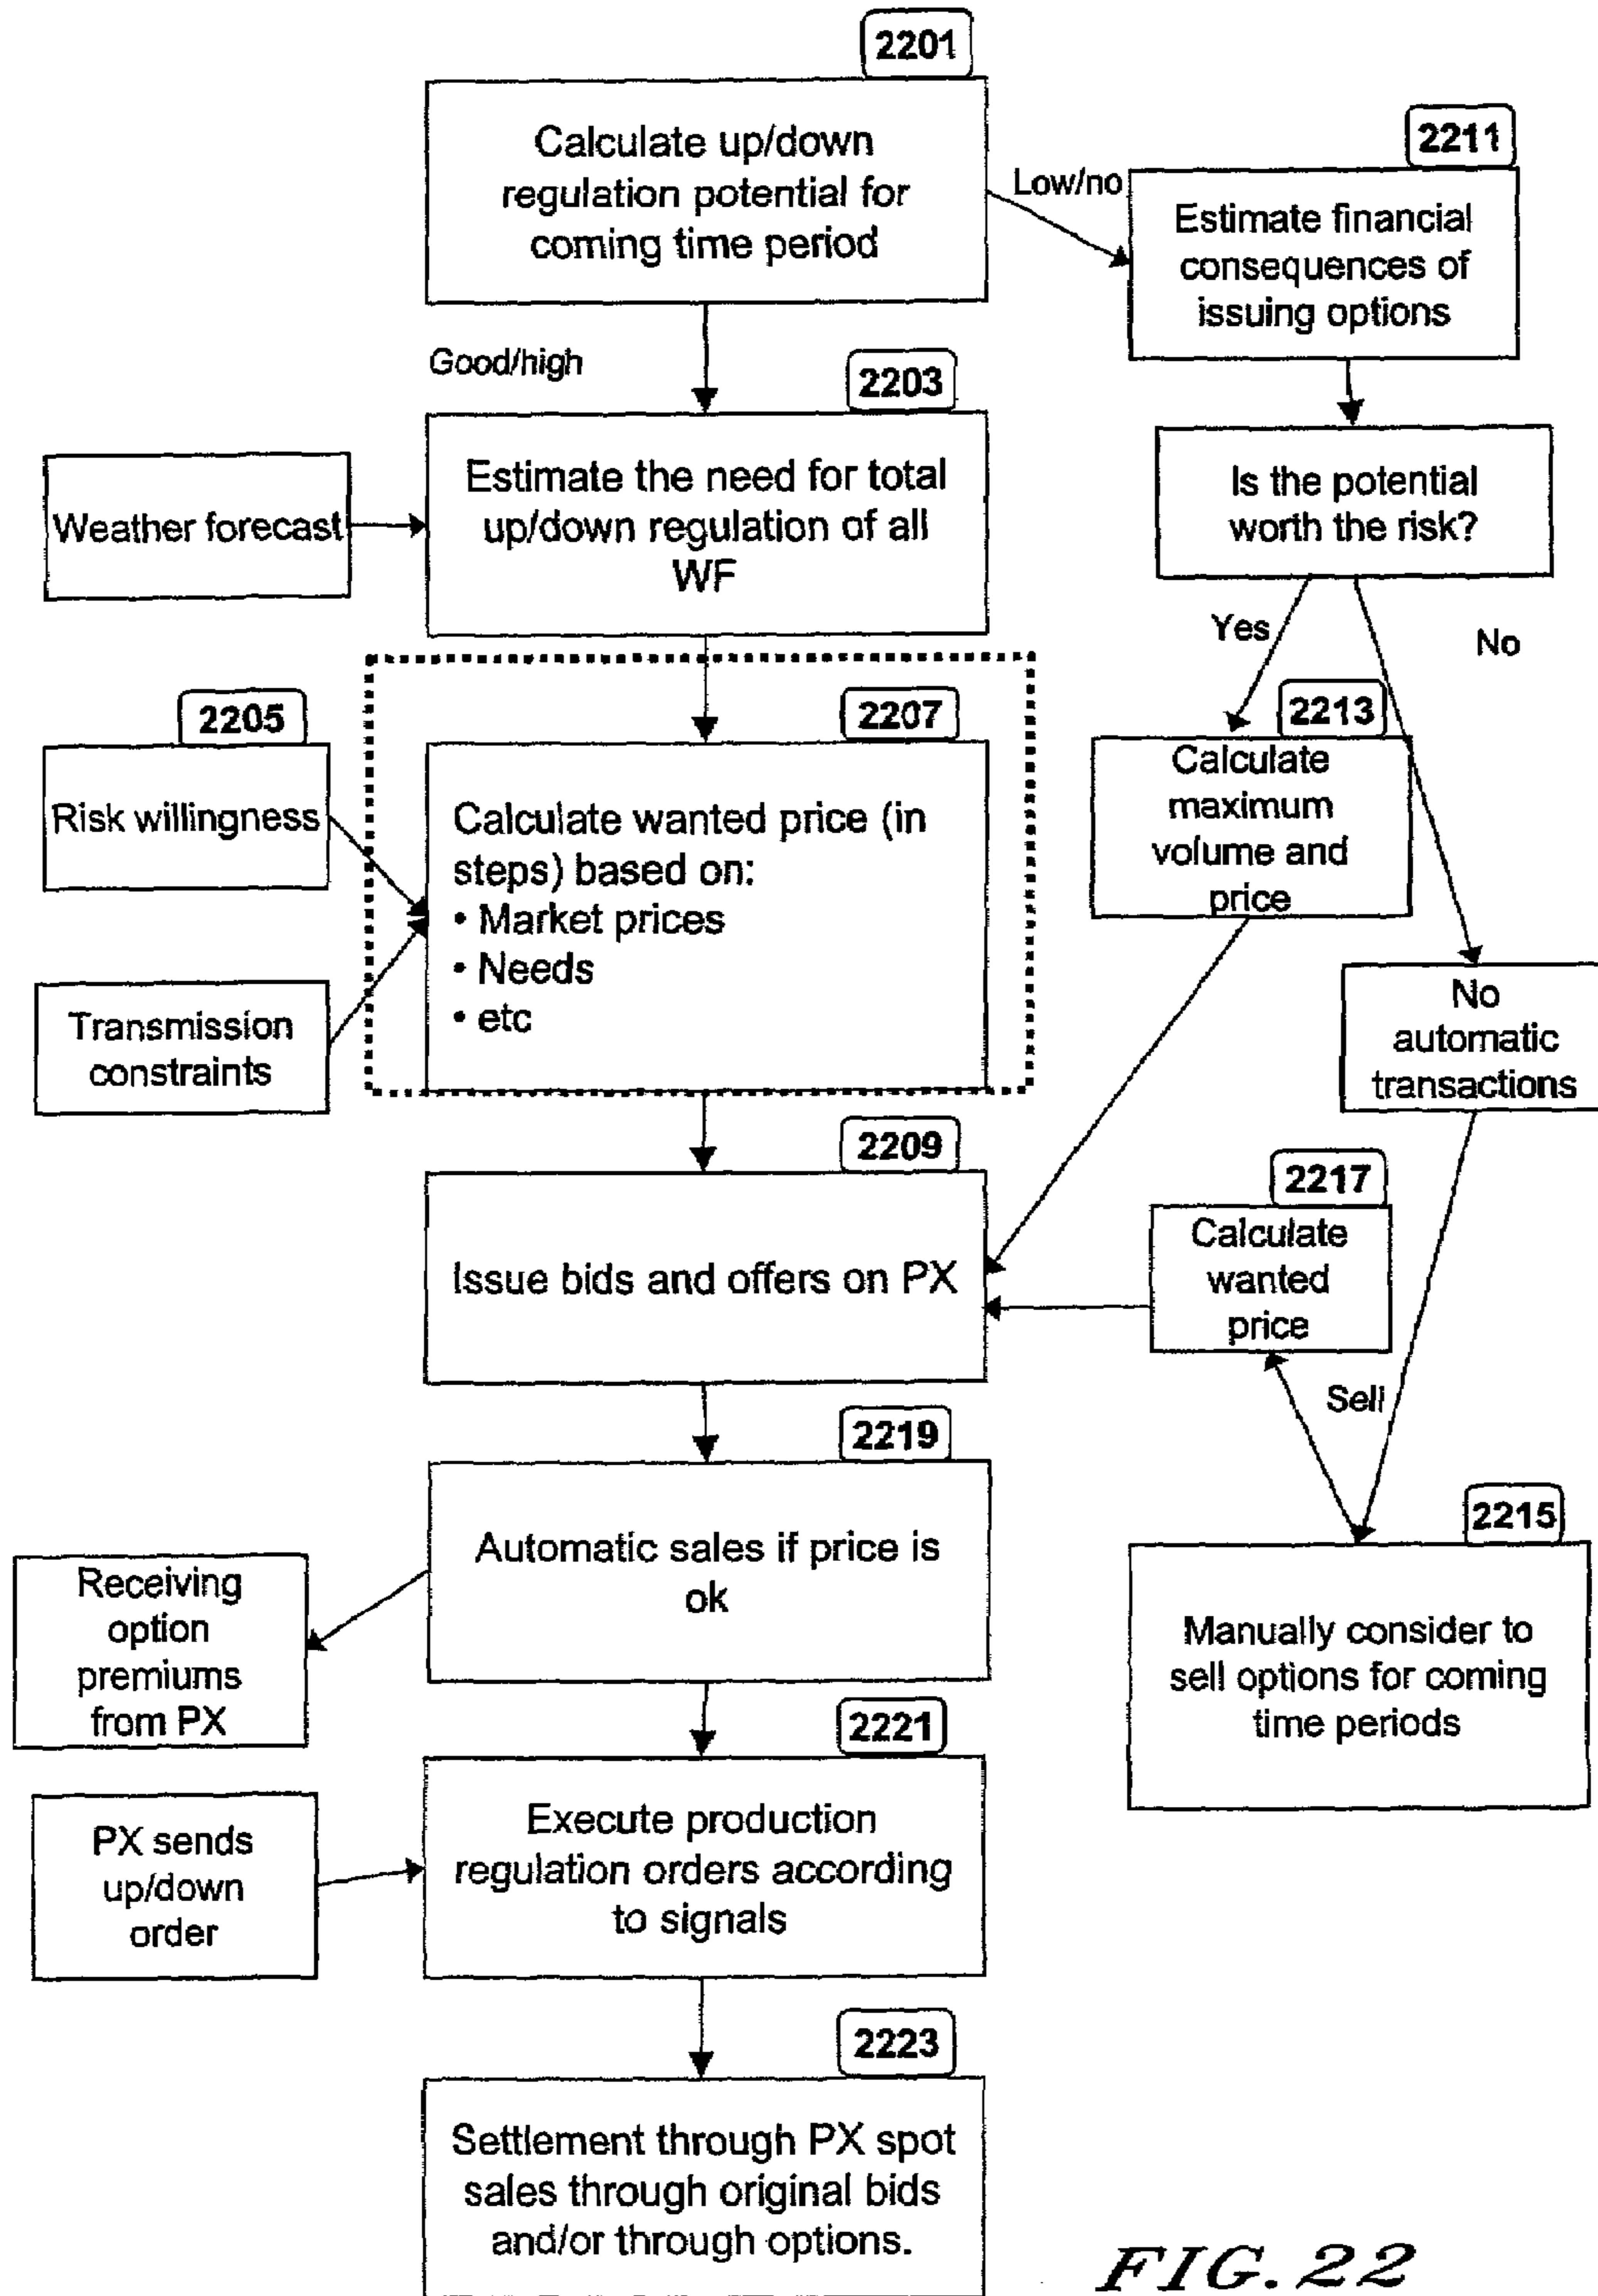 2201
Calculate up/down
regulation potential for
coming time period
2211
Low/no
Estimate financial
consequences of
issuing options
Good/high
2203
Estimate the need for total
up/down regulation of all
WF
Weather forecast
Is the potential
worth the risk?
Yes
No
2205
Risk willingness
2207
Calculate wanted price (in
steps) based on:
• Market prices
• Needs
• etc
2213
Calculate
maximum
volume and
price
Transmission
constraints
No
automatic
transactions
2209
Issue bids and offers on PX
2217
Calculate
wanted
price
Sell
2219
Automatic sales if price is
ok
2215
Manually consider to
sell options for coming
time periods
Receiving
option
premiums
from PX
2221
Execute production
regulation orders according
to signals
PX sends
up/down
order
2223
Settlement through PX spot
sales through original bids
and/or through options.
FIG. 22